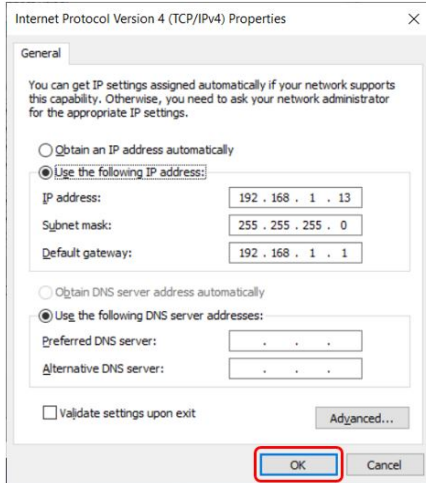 Internet Protocol Version 4 (TCP/IPv4) Properties
General
You can get IP settings assigned automatically if your network supports
this capability. Otherwise, you need to ask your network administrator
for the appropriate IP settings.
Obtain an IP address automatically
Use the following IP address:
IP address: 192 . 168 . 1 . 13
Subnet mask: 255 . 255 . 255 . 0
Default gateway: 192 . 168 . 1 . 1
Obtain DNS server address automatically
Use the following DNS server addresses:
Preferred DNS server: . . .
Alternative DNS server: . . .
Validate settings upon exit
Advanced...
OK Cancel